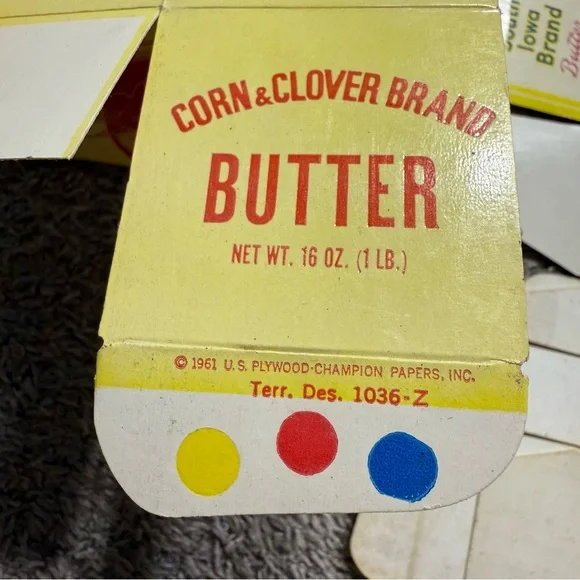 CORN & CLOVER BRAND
BUTTER
NET WT. 16 OZ. (1 LB.)
© 1961 U.S. PLYWOOD-CHAMPION PAPERS, INC.
Terr. Des. 1036-Z
Iowa
Brand
Butter